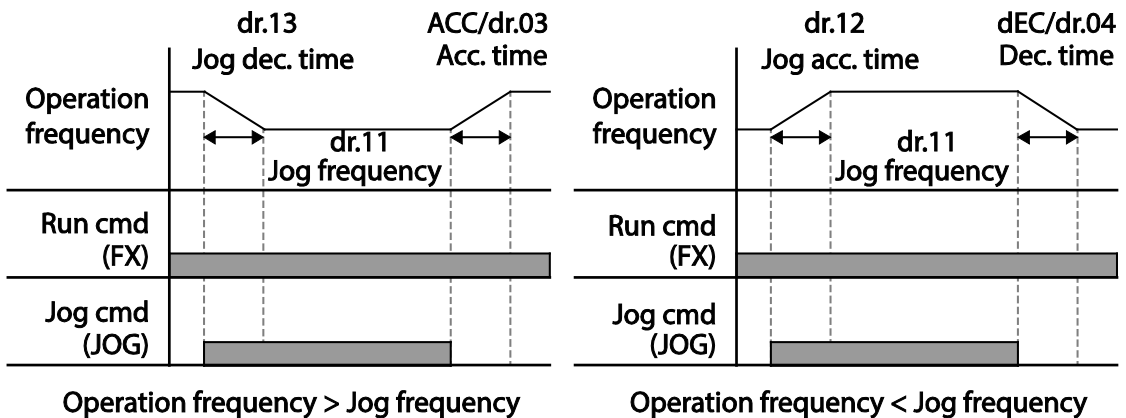 dr.13
Jog dec. time
ACC/dr.03
Acc. time
Operation
frequency
dr.11
Jog frequency
Run cmd
(FX)
Jog cmd
(JOG)
Operation frequency > Jog frequency
dr.12
Jog acc. time
dEC/dr.04
Dec. time
Operation
frequency
dr.11
Jog frequency
Run cmd
(FX)
Jog cmd
(JOG)
Operation frequency < Jog frequency